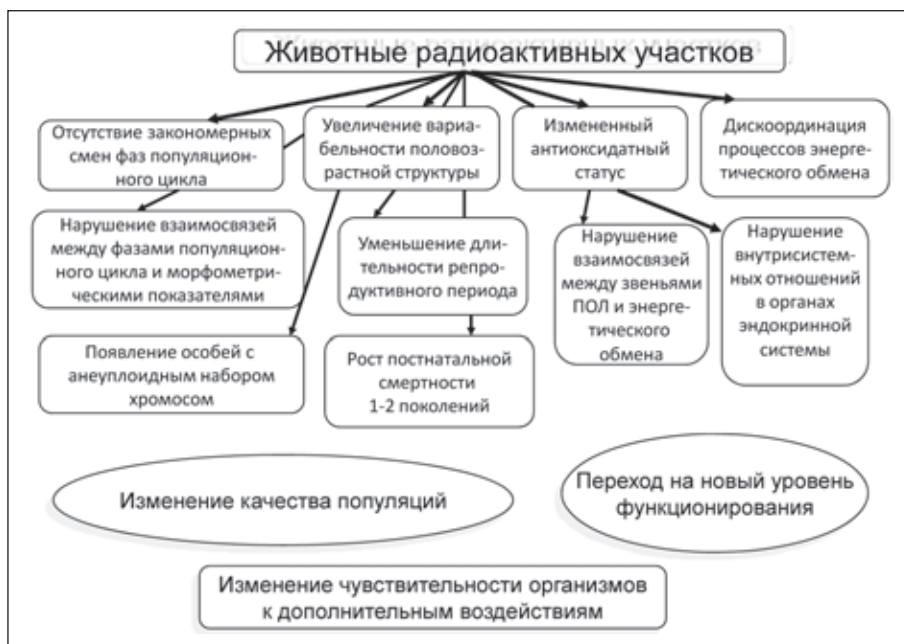 Животные радиоактивных участков
Отсутствие закономерных
смен фаз популяцион-
ного цикла
Увеличение вариа-
бельности половоз-
растной структуры
Измененный
антиоксидатный
статус
Дискоординация
процессов энерге-
тического обмена
Нарушение взаимосвязей
между фазами популяцион-
ного цикла и морфометри-
ческими показателями
Уменьшение дли-
тельности репро-
дуктивного периода
Нарушение
взаимосвязей
между звеньями
ПОЛ и энерге-
тического
обмена
Нарушение
внутрисистем-
ных отношений
в органах
эндокринной
системы
Появление особей с
анеуплоидным набором
хромосом
Рост постнатальной
смертности
1-2 поколений
Изменение качества популяций
Переход на новый уровень
функционирования
Изменение чувствительности организмов
к дополнительным воздействиям